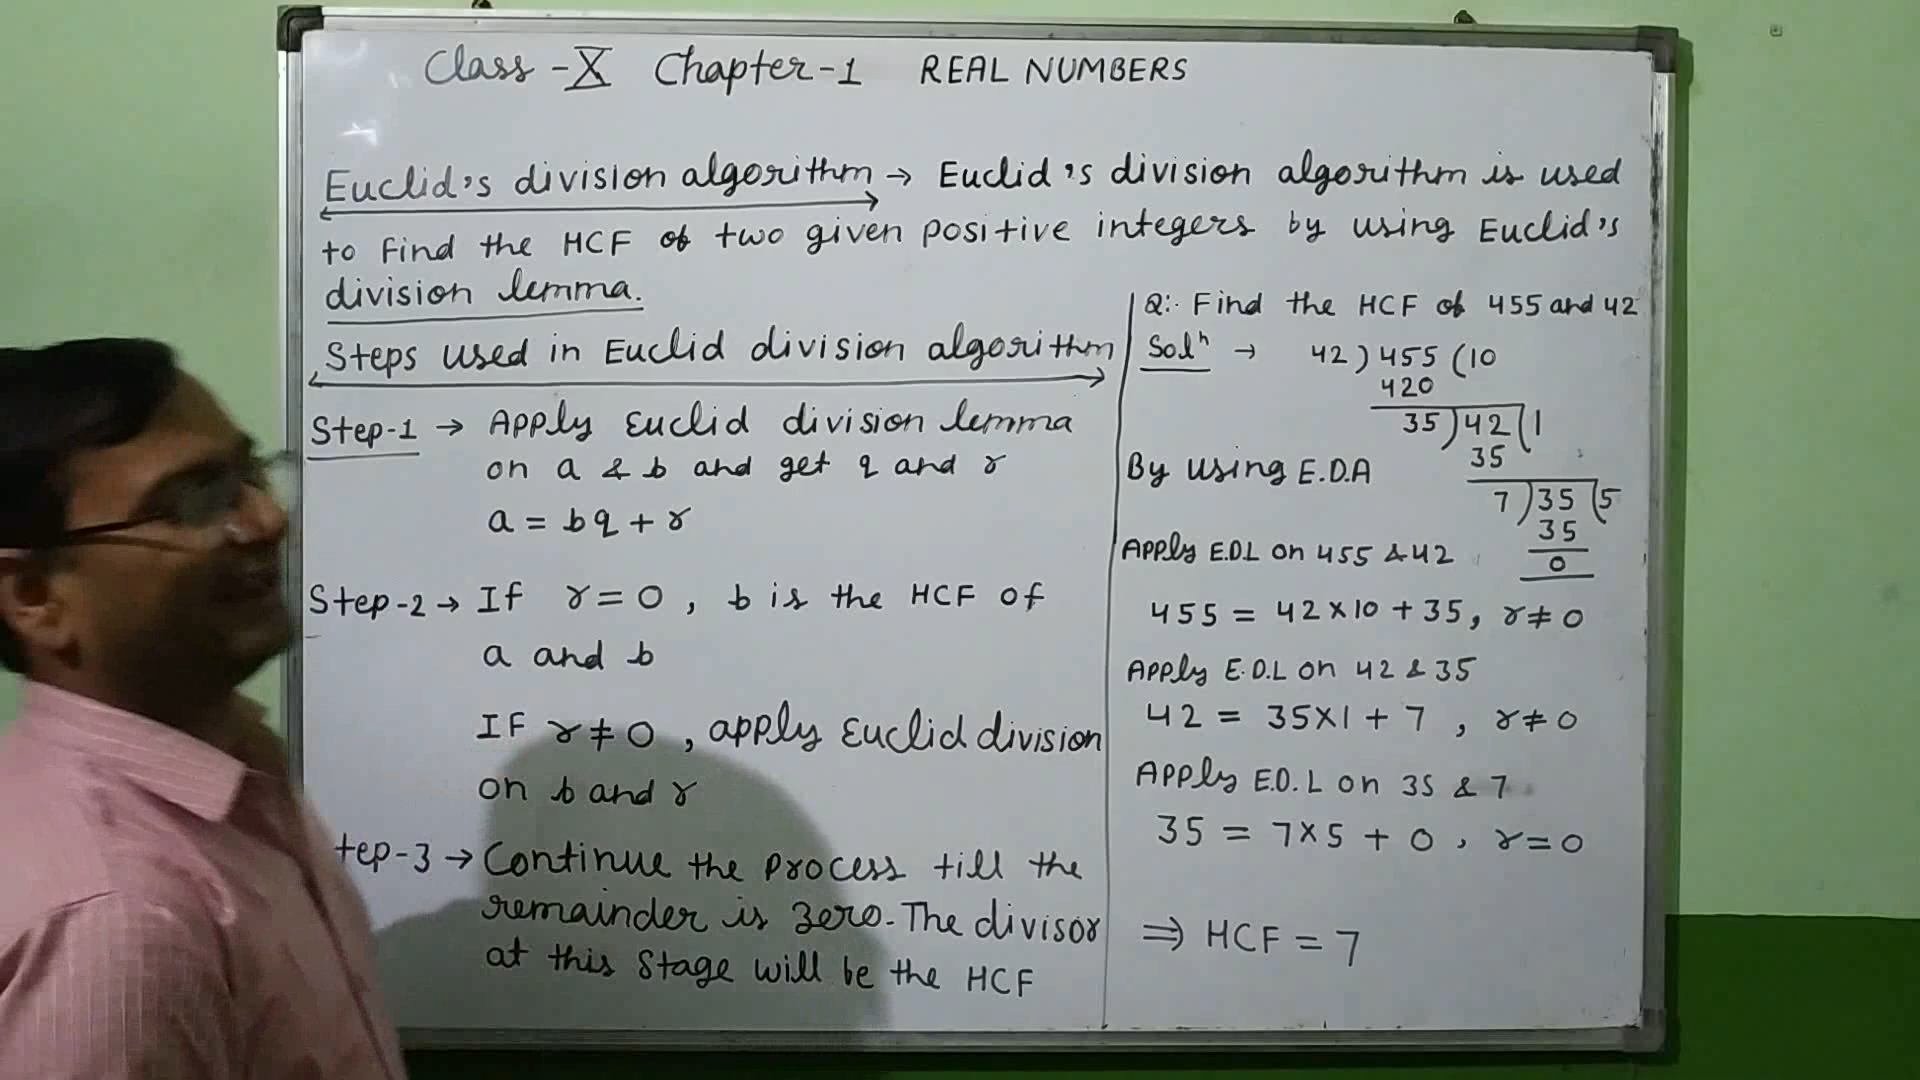 Class - X Chapter - 1 REAL NUMBERS
Euclid's division algorithm → Euclid's division algorithm is used
to find the HCF of two given positive integers by using Euclid's
division lemma.
Steps used in Euclid division algorithm
Step-1 → Apply Euclid division lemma
on a & b and get q and r
a = bq + r
Step-2 → If r = 0, b is the HCF of
a and b
IF r ≠ 0, apply Euclid division
on b and r
tep-3 → Continue the process till the
remainder is zero. The divisor
at this stage will be the HCF
Q:. Find the HCF of 455 and 42
Solⁿ → 42 ) 455 ( 10
420
35 ) 42 ( 1
35
7 ) 35 ( 5
35
0
By using E.D.A
Apply E.D.L on 455 & 42
455 = 42 × 10 + 35, r ≠ 0
Apply E.D.L on 42 & 35
42 = 35 × 1 + 7, r ≠ 0
Apply E.D.L on 35 & 7
35 = 7 × 5 + 0, r = 0
⇒ HCF = 7